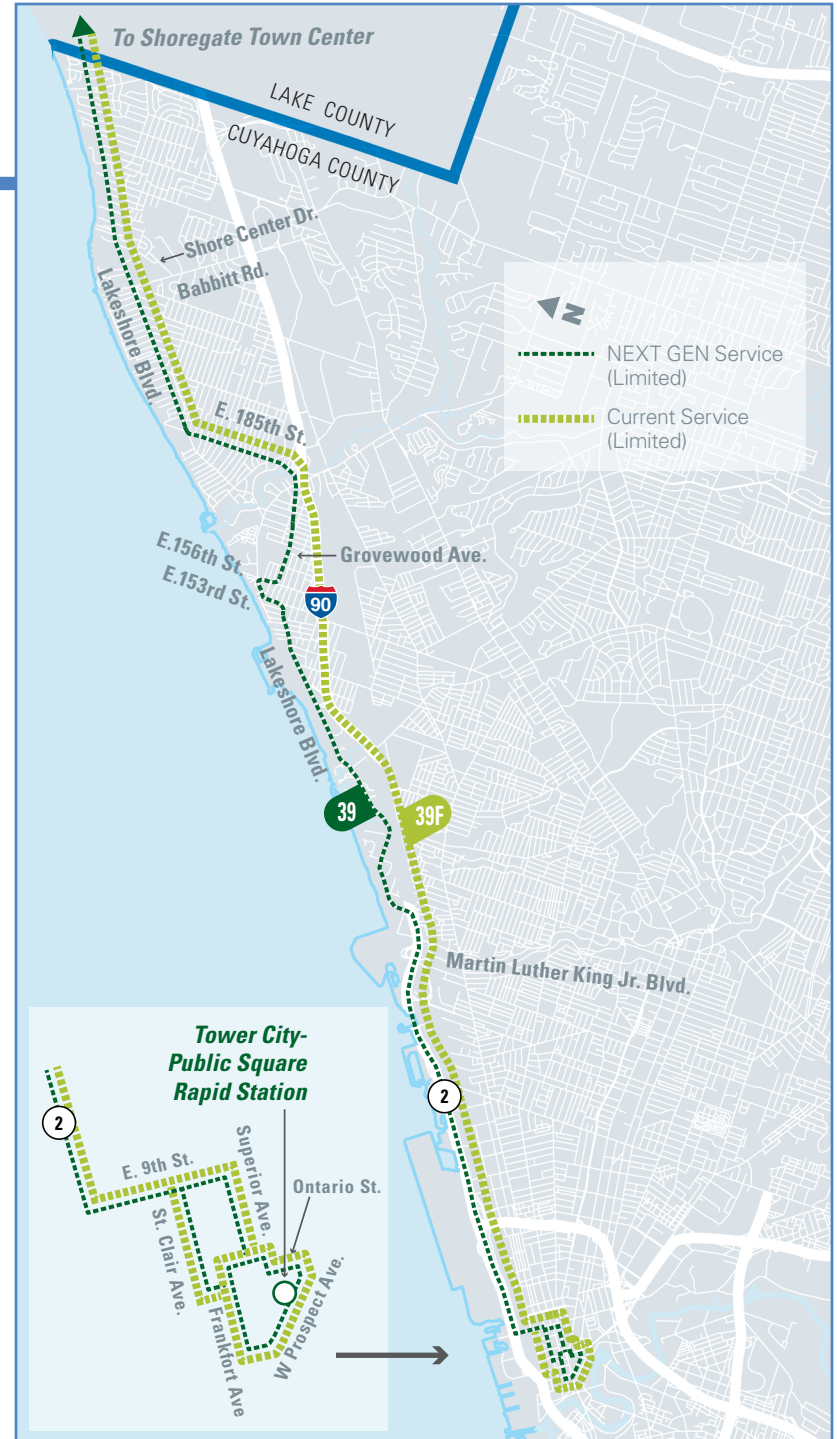 To Shoregate Town Center
LAKE COUNTY
CUYAHOGA COUNTY
Shore Center Dr.
Babbitt Rd.
Lakeshore Blvd.
N
NEXT GEN Service
(Limited)
Current Service
(Limited)
E. 185th St.
E.156th St.
Grovewood Ave.
E.153rd St.
90
Lakeshore Blvd.
39
39F
Martin Luther King Jr. Blvd.
2
Tower City-
Public Square
Rapid Station
2
E. 9th St.
Superior Ave.
Ontario St.
St. Clair Ave.
Frankfort Ave
W Prospect Ave.